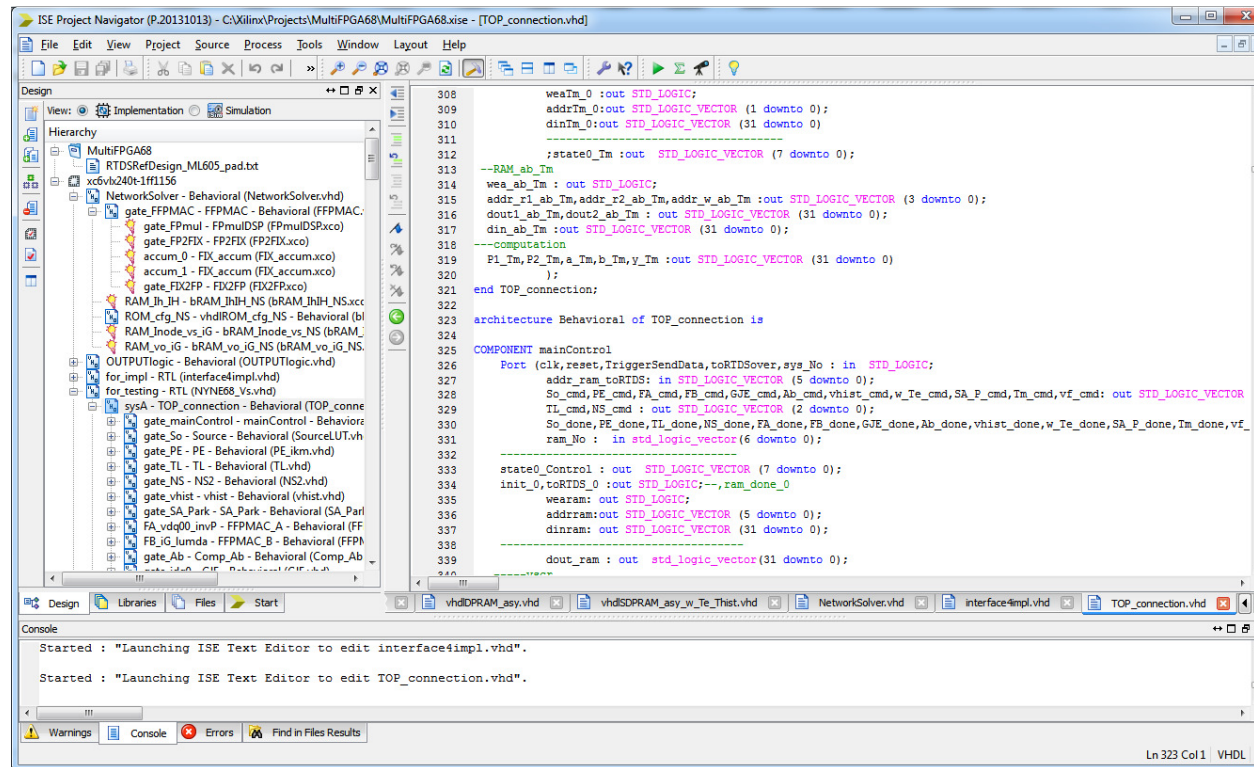 ISE Project Navigator (P.20131013) - C:\Xilinx\Projects\MultiFPGA68\MultiFPGA68.xise - [TOP_connection.vhd]
File Edit View Project Source Process Tools Window Layout Help
Design
View: Implementation Simulation
Hierarchy
MultiFPGA68
RTDSRefDesign_ML605_pad.txt
xc6vlx240t-1ff1156
NetworkSolver - Behavioral (NetworkSolver.vhd)
gate_FFPMAC - FFPMAC - Behavioral (FFPMAC.
gate_FPmul - FPmulDSP (FPmulDSP.xco)
gate_FP2FIX - FP2FIX (FP2FIX.xco)
accum_0 - FIX_accum (FIX_accum.xco)
accum_1 - FIX_accum (FIX_accum.xco)
gate_FIX2FP - FIX2FP (FIX2FP.xco)
RAM_Ih_IH - bRAM_IhIH_NS (bRAM_IhIH_NS.xcc
ROM_cfg_NS - vhdlROM_cfg_NS - Behavioral (bl
RAM_Inode_vs_iG - bRAM_Inode_vs_NS (bRAM_
RAM_vo_iG - bRAM_vo_iG_NS (bRAM_vo_iG_NS.
OUTPUTlogic - Behavioral (OUTPUTlogic.vhd)
for_impl - RTL (interface4impl.vhd)
for_testing - RTL (NYNE68_Vs.vhd)
sysA - TOP_connection - Behavioral (TOP_conne
gate_mainControl - mainControl - Behaviora
gate_So - Source - Behavioral (SourceLUT.vh
gate_PE - PE - Behavioral (PE_ikm.vhd)
gate_TL - TL - Behavioral (TL.vhd)
gate_NS - NS2 - Behavioral (NS2.vhd)
gate_vhist - vhist - Behavioral (vhist.vhd)
gate_SA_Park - SA_Park - Behavioral (SA_Parl
FA_vdq00_invP - FFPMAC_A - Behavioral (FF
FB_iG_lumda - FFPMAC_B - Behavioral (FFPM
gate_Ab - Comp_Ab - Behavioral (Comp_Ab
Design Libraries Files Start
308 weaTm_0 :out STD_LOGIC;
309 addrTm_0:out STD_LOGIC_VECTOR (1 downto 0);
310 dinTm_0:out STD_LOGIC_VECTOR (31 downto 0)
311 ------------------------------------
312 ;state0_Tm :out STD_LOGIC_VECTOR (7 downto 0);
313 --RAM_ab_Tm
314 wea_ab_Tm : out STD_LOGIC;
315 addr_r1_ab_Tm,addr_r2_ab_Tm,addr_w_ab_Tm :out STD_LOGIC_VECTOR (3 downto 0);
316 dout1_ab_Tm,dout2_ab_Tm : out STD_LOGIC_VECTOR (31 downto 0);
317 din_ab_Tm :out STD_LOGIC_VECTOR (31 downto 0);
318 ---computation
319 P1_Tm,P2_Tm,a_Tm,b_Tm,y_Tm :out STD_LOGIC_VECTOR (31 downto 0)
320 );
321 end TOP_connection;
322
323 architecture Behavioral of TOP_connection is
324
325 COMPONENT mainControl
326 Port (clk,reset,TriggerSendData,toRTDSover,sys_No : in STD_LOGIC;
327 addr_ram_toRTDS: in STD_LOGIC_VECTOR (5 downto 0);
328 So_cmd,PE_cmd,FA_cmd,FB_cmd,GJE_cmd,Ab_cmd,vhist_cmd,w_Te_cmd,SA_P_cmd,Tm_cmd,vf_cmd: out STD_LOGIC_VECTOR
329 TL_cmd,NS_cmd : out STD_LOGIC_VECTOR (2 downto 0);
330 So_done,PE_done,TL_done,NS_done,FA_done,FB_done,GJE_done,Ab_done,vhist_done,w_Te_done,SA_P_done,Tm_done,vf_
331 ram_No : in std_logic_vector(6 downto 0);
332 ------------------------------------
333 state0_Control : out STD_LOGIC_VECTOR (7 downto 0);
334 init_0,toRTDS_0 :out STD_LOGIC;--,ram_done_0
335 wearam: out STD_LOGIC;
336 addrram:out STD_LOGIC_VECTOR (5 downto 0);
337 dinram: out STD_LOGIC_VECTOR (31 downto 0);
338 -------------------------------------
339 dout_ram : out std_logic_vector(31 downto 0);
vhdlDPRAM_asy.vhd vhdlSDPRAM_asy_w_Te_Thist.vhd NetworkSolver.vhd interface4impl.vhd TOP_connection.vhd
Console
Started : "Launching ISE Text Editor to edit interface4impl.vhd".
Started : "Launching ISE Text Editor to edit TOP_connection.vhd".
Warnings Console Errors Find in Files Results
Ln 323 Col 1 VHDL